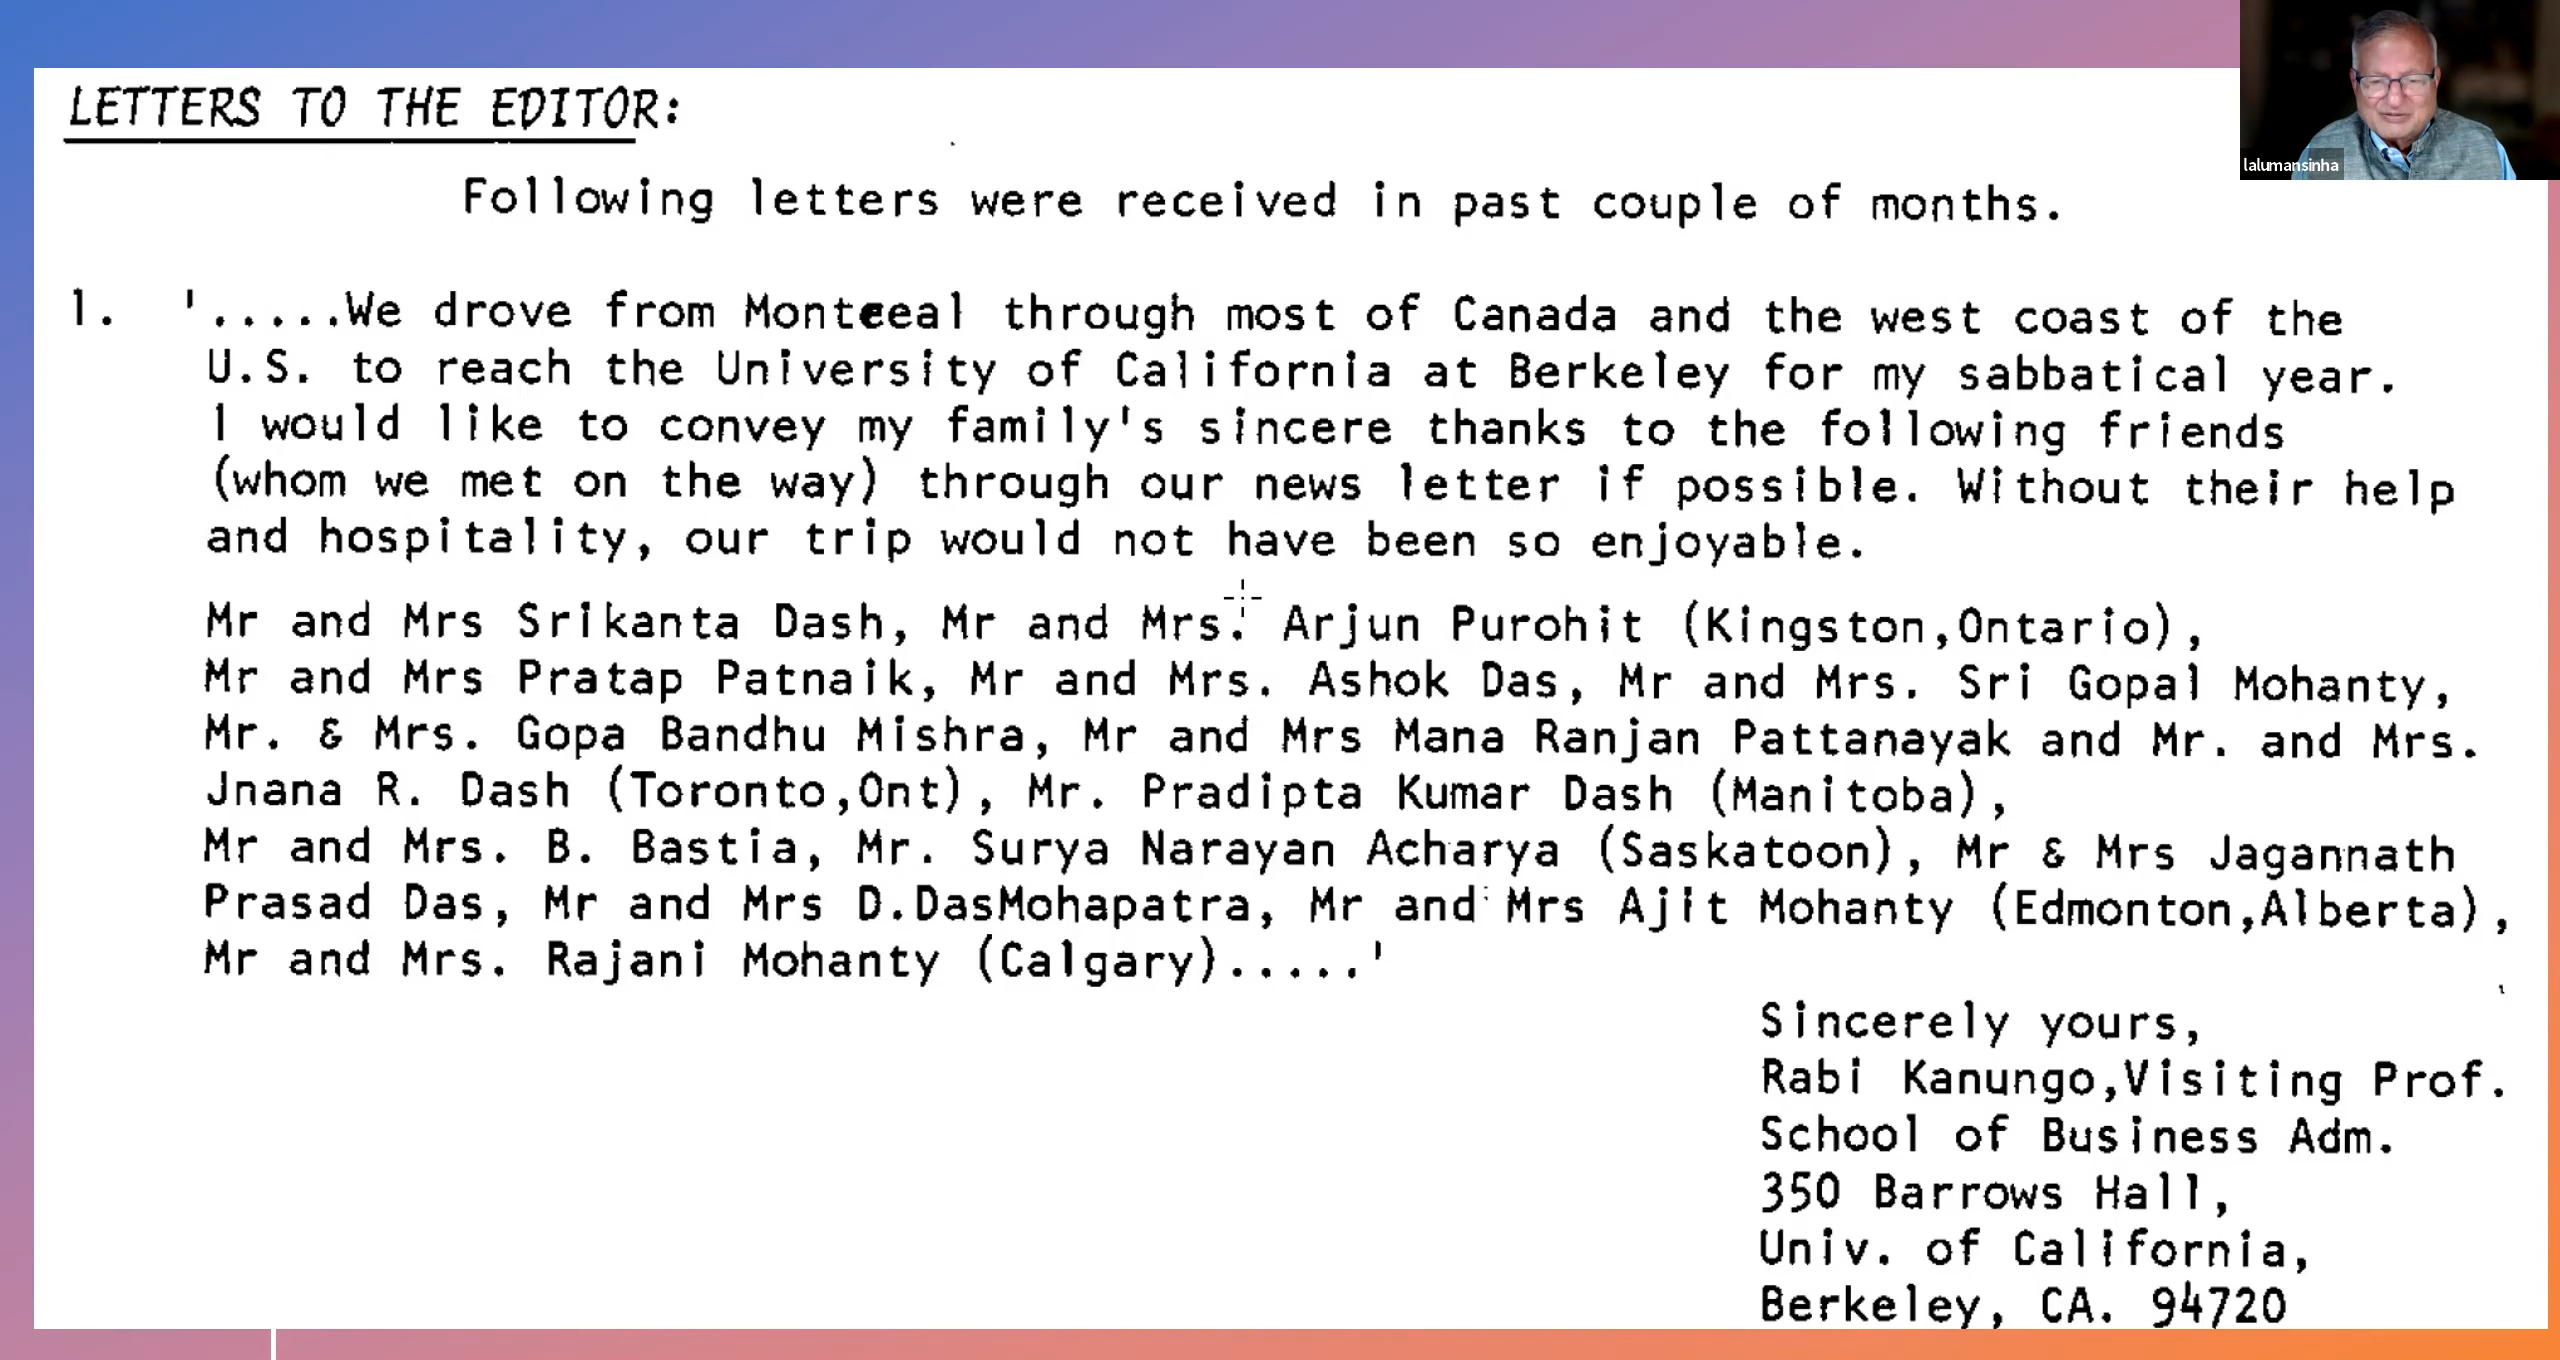 LETTERS TO THE EDITOR:
lalumansinha
Following letters were received in past couple of months.
1. '.....We drove from Montreal through most of Canada and the west coast of the
U.S. to reach the University of California at Berkeley for my sabbatical year.
I would like to convey my family's sincere thanks to the following friends
(whom we met on the way) through our news letter if possible. Without their help
and hospitality, our trip would not have been so enjoyable.
Mr and Mrs Srikanta Dash, Mr and Mrs. Arjun Purohit (Kingston,Ontario),
Mr and Mrs Pratap Patnaik, Mr and Mrs. Ashok Das, Mr and Mrs. Sri Gopal Mohanty,
Mr. & Mrs. Gopa Bandhu Mishra, Mr and Mrs Mana Ranjan Pattanayak and Mr. and Mrs.
Jnana R. Dash (Toronto,Ont), Mr. Pradipta Kumar Dash (Manitoba),
Mr and Mrs. B. Bastia, Mr. Surya Narayan Acharya (Saskatoon), Mr & Mrs Jagannath
Prasad Das, Mr and Mrs D.DasMohapatra, Mr and Mrs Ajit Mohanty (Edmonton,Alberta),
Mr and Mrs. Rajani Mohanty (Calgary).....'
Sincerely yours,
Rabi Kanungo,Visiting Prof.
School of Business Adm.
350 Barrows Hall,
Univ. of California,
Berkeley, CA. 94720